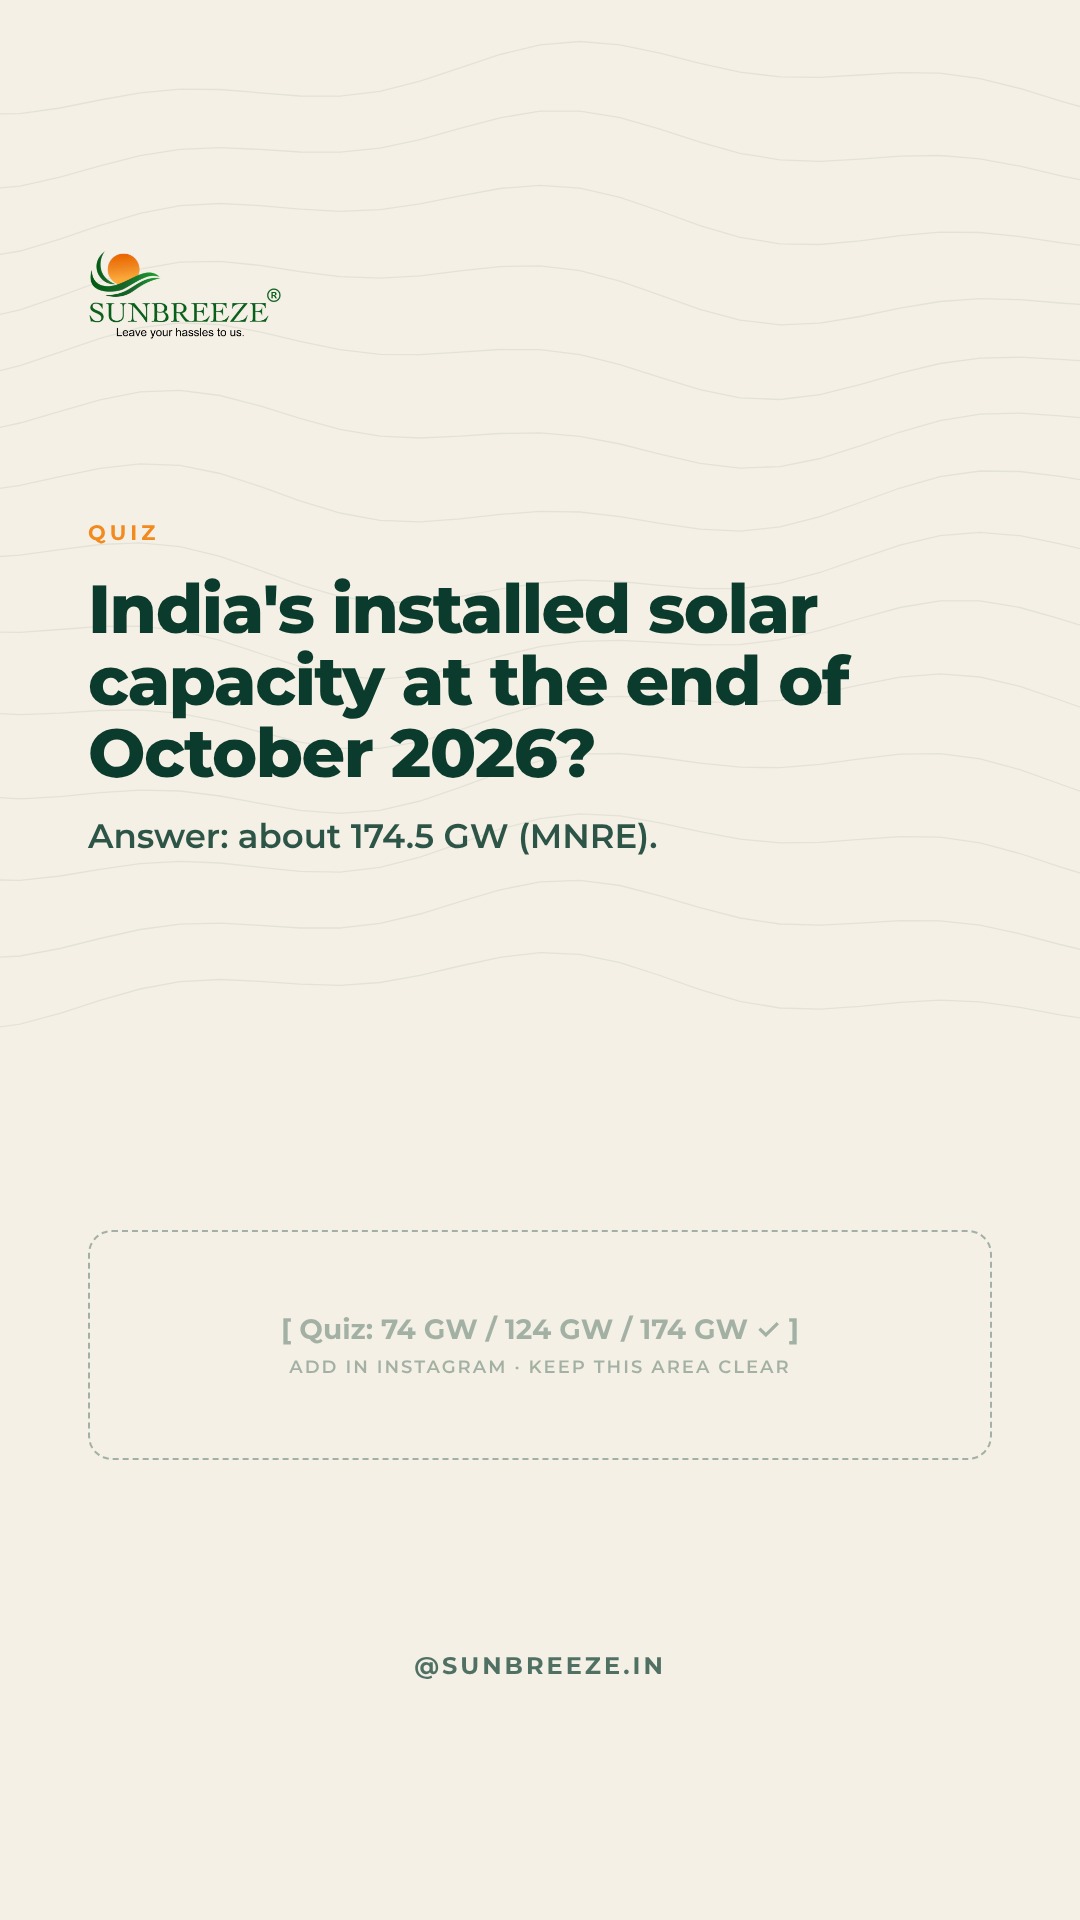 SUNBREEZE®
Leave your hassles to us.
QUIZ
India's installed solar
capacity at the end of
October 2026?
Answer: about 174.5 GW (MNRE).
[ Quiz: 74 GW / 124 GW / 174 GW ✓ ]
ADD IN INSTAGRAM · KEEP THIS AREA CLEAR
@SUNBREEZE.IN